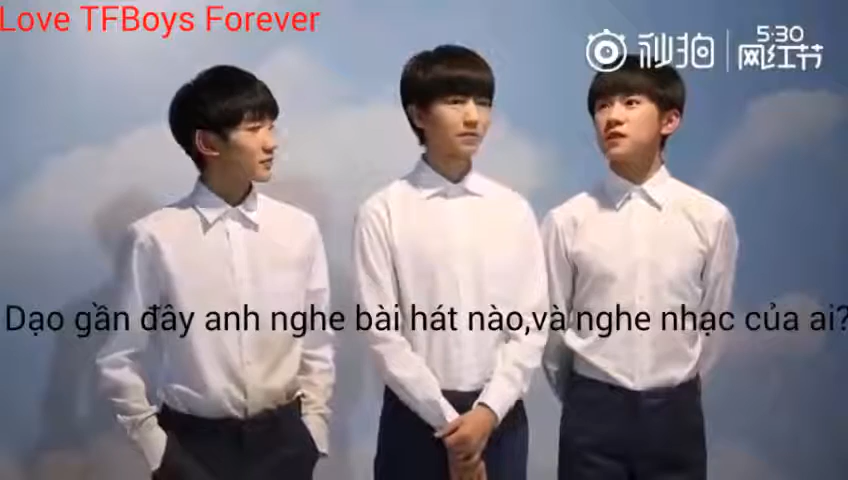 Love TFBoys Forever
秒拍
5·30
网红节
Dạo gần đây anh nghe bài hát nào,và nghe nhạc của ai?